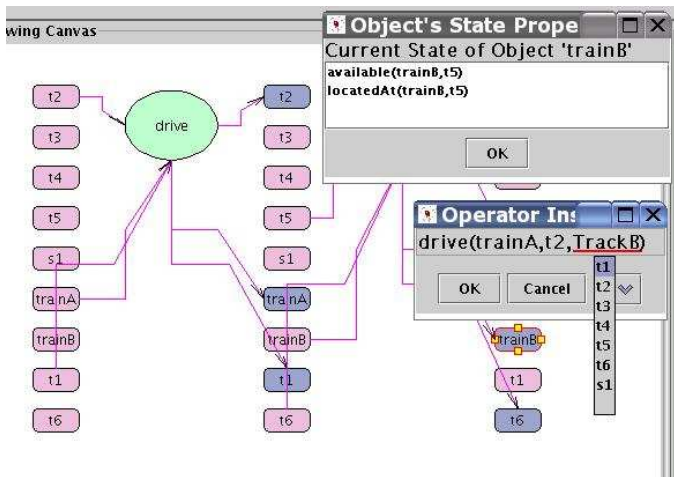 wing Canvas
Object's State Prope
Current State of Object 'trainB'
available(trainB,t5)
locatedAt(trainB,t5)
OK
t2
drive
t2
t3
t3
t4
t4
t5
t5
Operator Ins
drive(trainA,t2,TrackB)
s1
s1
t1
t2
t3
t4
t5
t6
s1
OK
Cancel
trainA
trainA
trainB
trainB
trainB
t1
t1
t1
t6
t6
t6